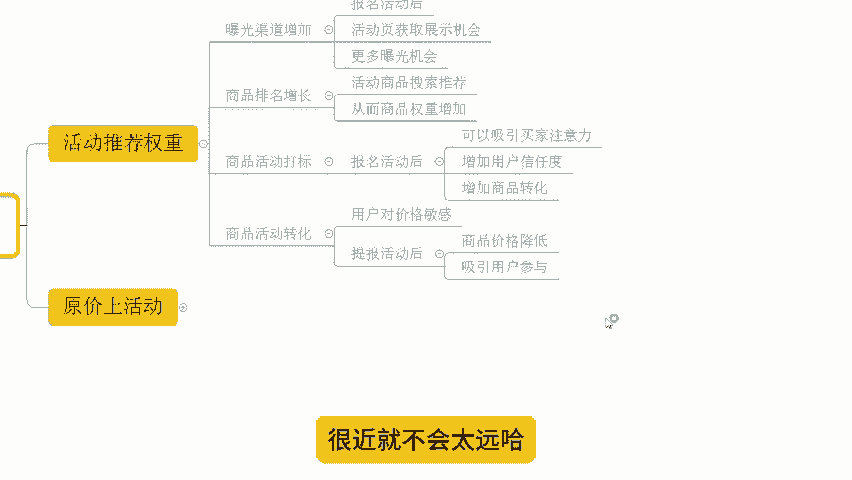 报名活动后
曝光渠道增加
活动页获取展示机会
更多曝光机会
活动商品搜索推荐
商品排名增长
从而商品权重增加
活动推荐权重
可以吸引买家注意力
商品活动打标
报名活动后
增加用户信任度
增加商品转化
用户对价格敏感
商品活动转化
商品价格降低
提报活动后
吸引用户参与
原价上活动
很近就不会太远哈